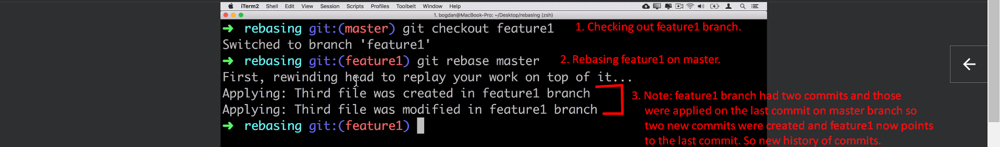 iTerm2 Shell Edit View Session Scripts Profiles Toolbelt Window Help
1. bogdan@MacBook-Pro: ~/Desktop/rebasing (zsh)
➜ rebasing git:(master) git checkout feature1
1. Checking out feature1 branch.
Switched to branch 'feature1'
➜ rebasing git:(feature1) git rebase master
2. Rebasing feature1 on master.
First, rewinding head to replay your work on top of it...
Applying: Third file was created in feature1 branch
Applying: Third file was modified in feature1 branch
➜ rebasing git:(feature1)
3. Note: feature1 branch had two commits and those
were applied on the last commit on master branch so
two new commits were created and feature1 now points
to the last commit. So new history of commits.